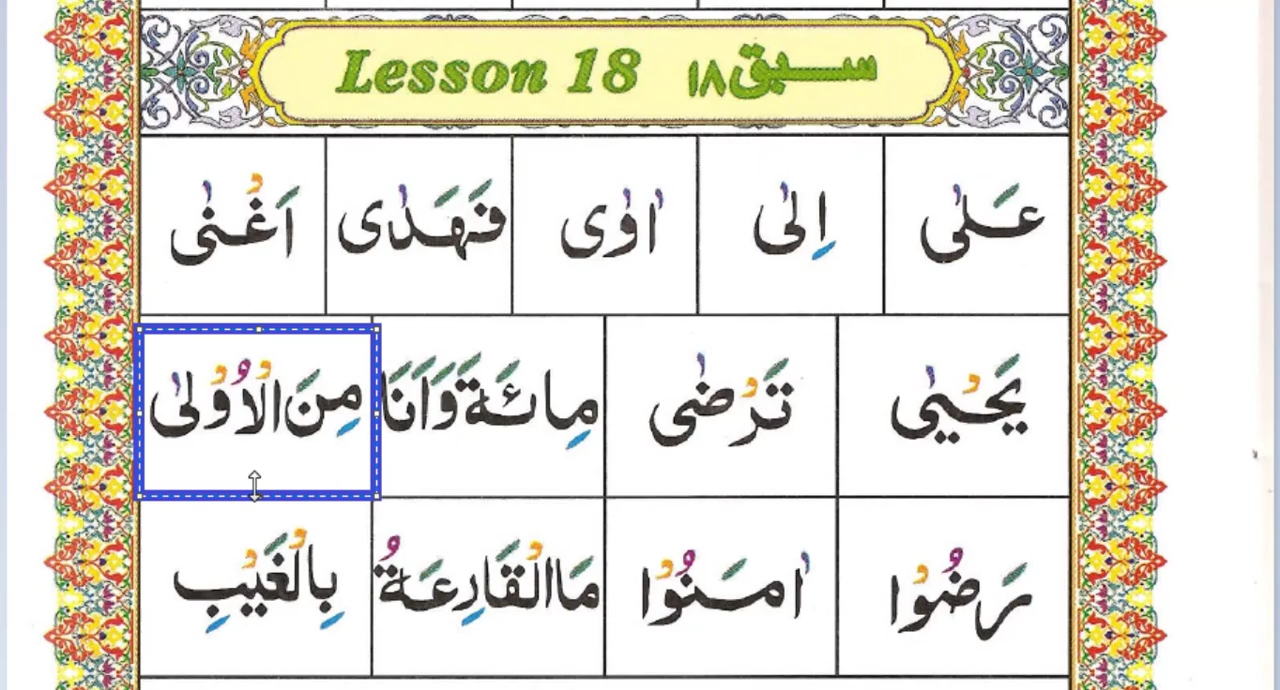 Lesson 18 سبق ۱۸
عَلٰى اِلٰى اٰوٰى فَهَدٰى اَغْنٰى
يَحْيٰى تَرْضٰى مِائَةَ وَاَنَا مِنَ الْاُوْلٰى
رَضُوْا اٰمَنُوْا مَا الْقَارِعَةُ بِالْغَيْبِ